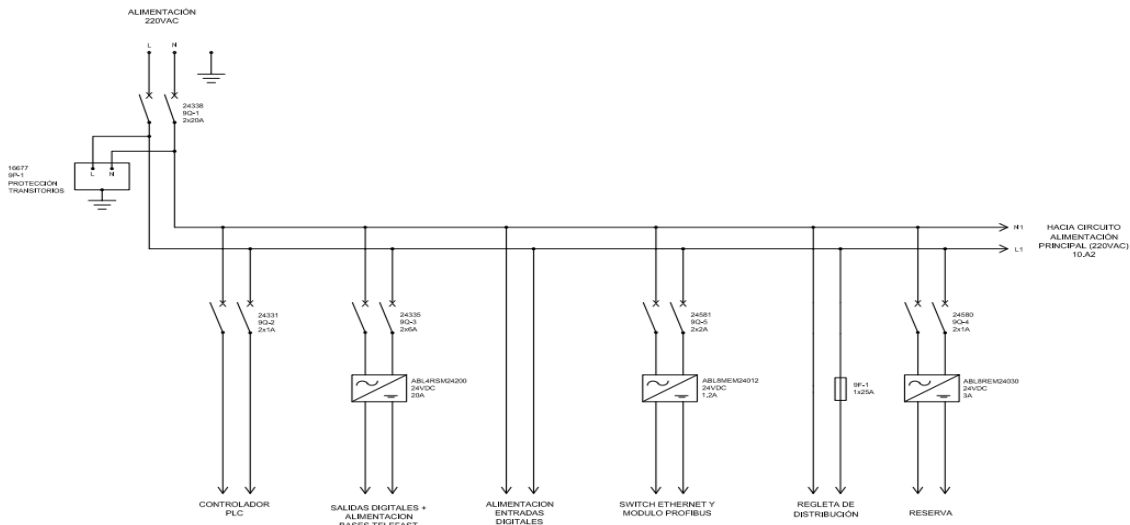 ALIMENTACIÓN
220VAC
L
N
24338
9Q-1
2x20A
16677
9P-1
PROTECCIÓN
TRANSITORIOS
L
N
N1
L1
HACIA CIRCUITO
ALIMENTACIÓN
PRINCIPAL (220VAC)
10.A2
24331
9Q-2
2x1A
24335
9Q-3
2x6A
24581
9Q-5
2x2A
24580
9Q-4
2x1A
ABL4RSM24200
24VDC
20A
ABL8MEM24012
24VDC
1,2A
9F-1
1x25A
ABL8REM24030
24VDC
3A
CONTROLADOR
PLC
SALIDAS DIGITALES +
ALIMENTACION
BASES TELEFAST
ALIMENTACION
ENTRADAS
DIGITALES
SWITCH ETHERNET Y
MODULO PROFIBUS
REGLETA DE
DISTRIBUCIÓN
RESERVA